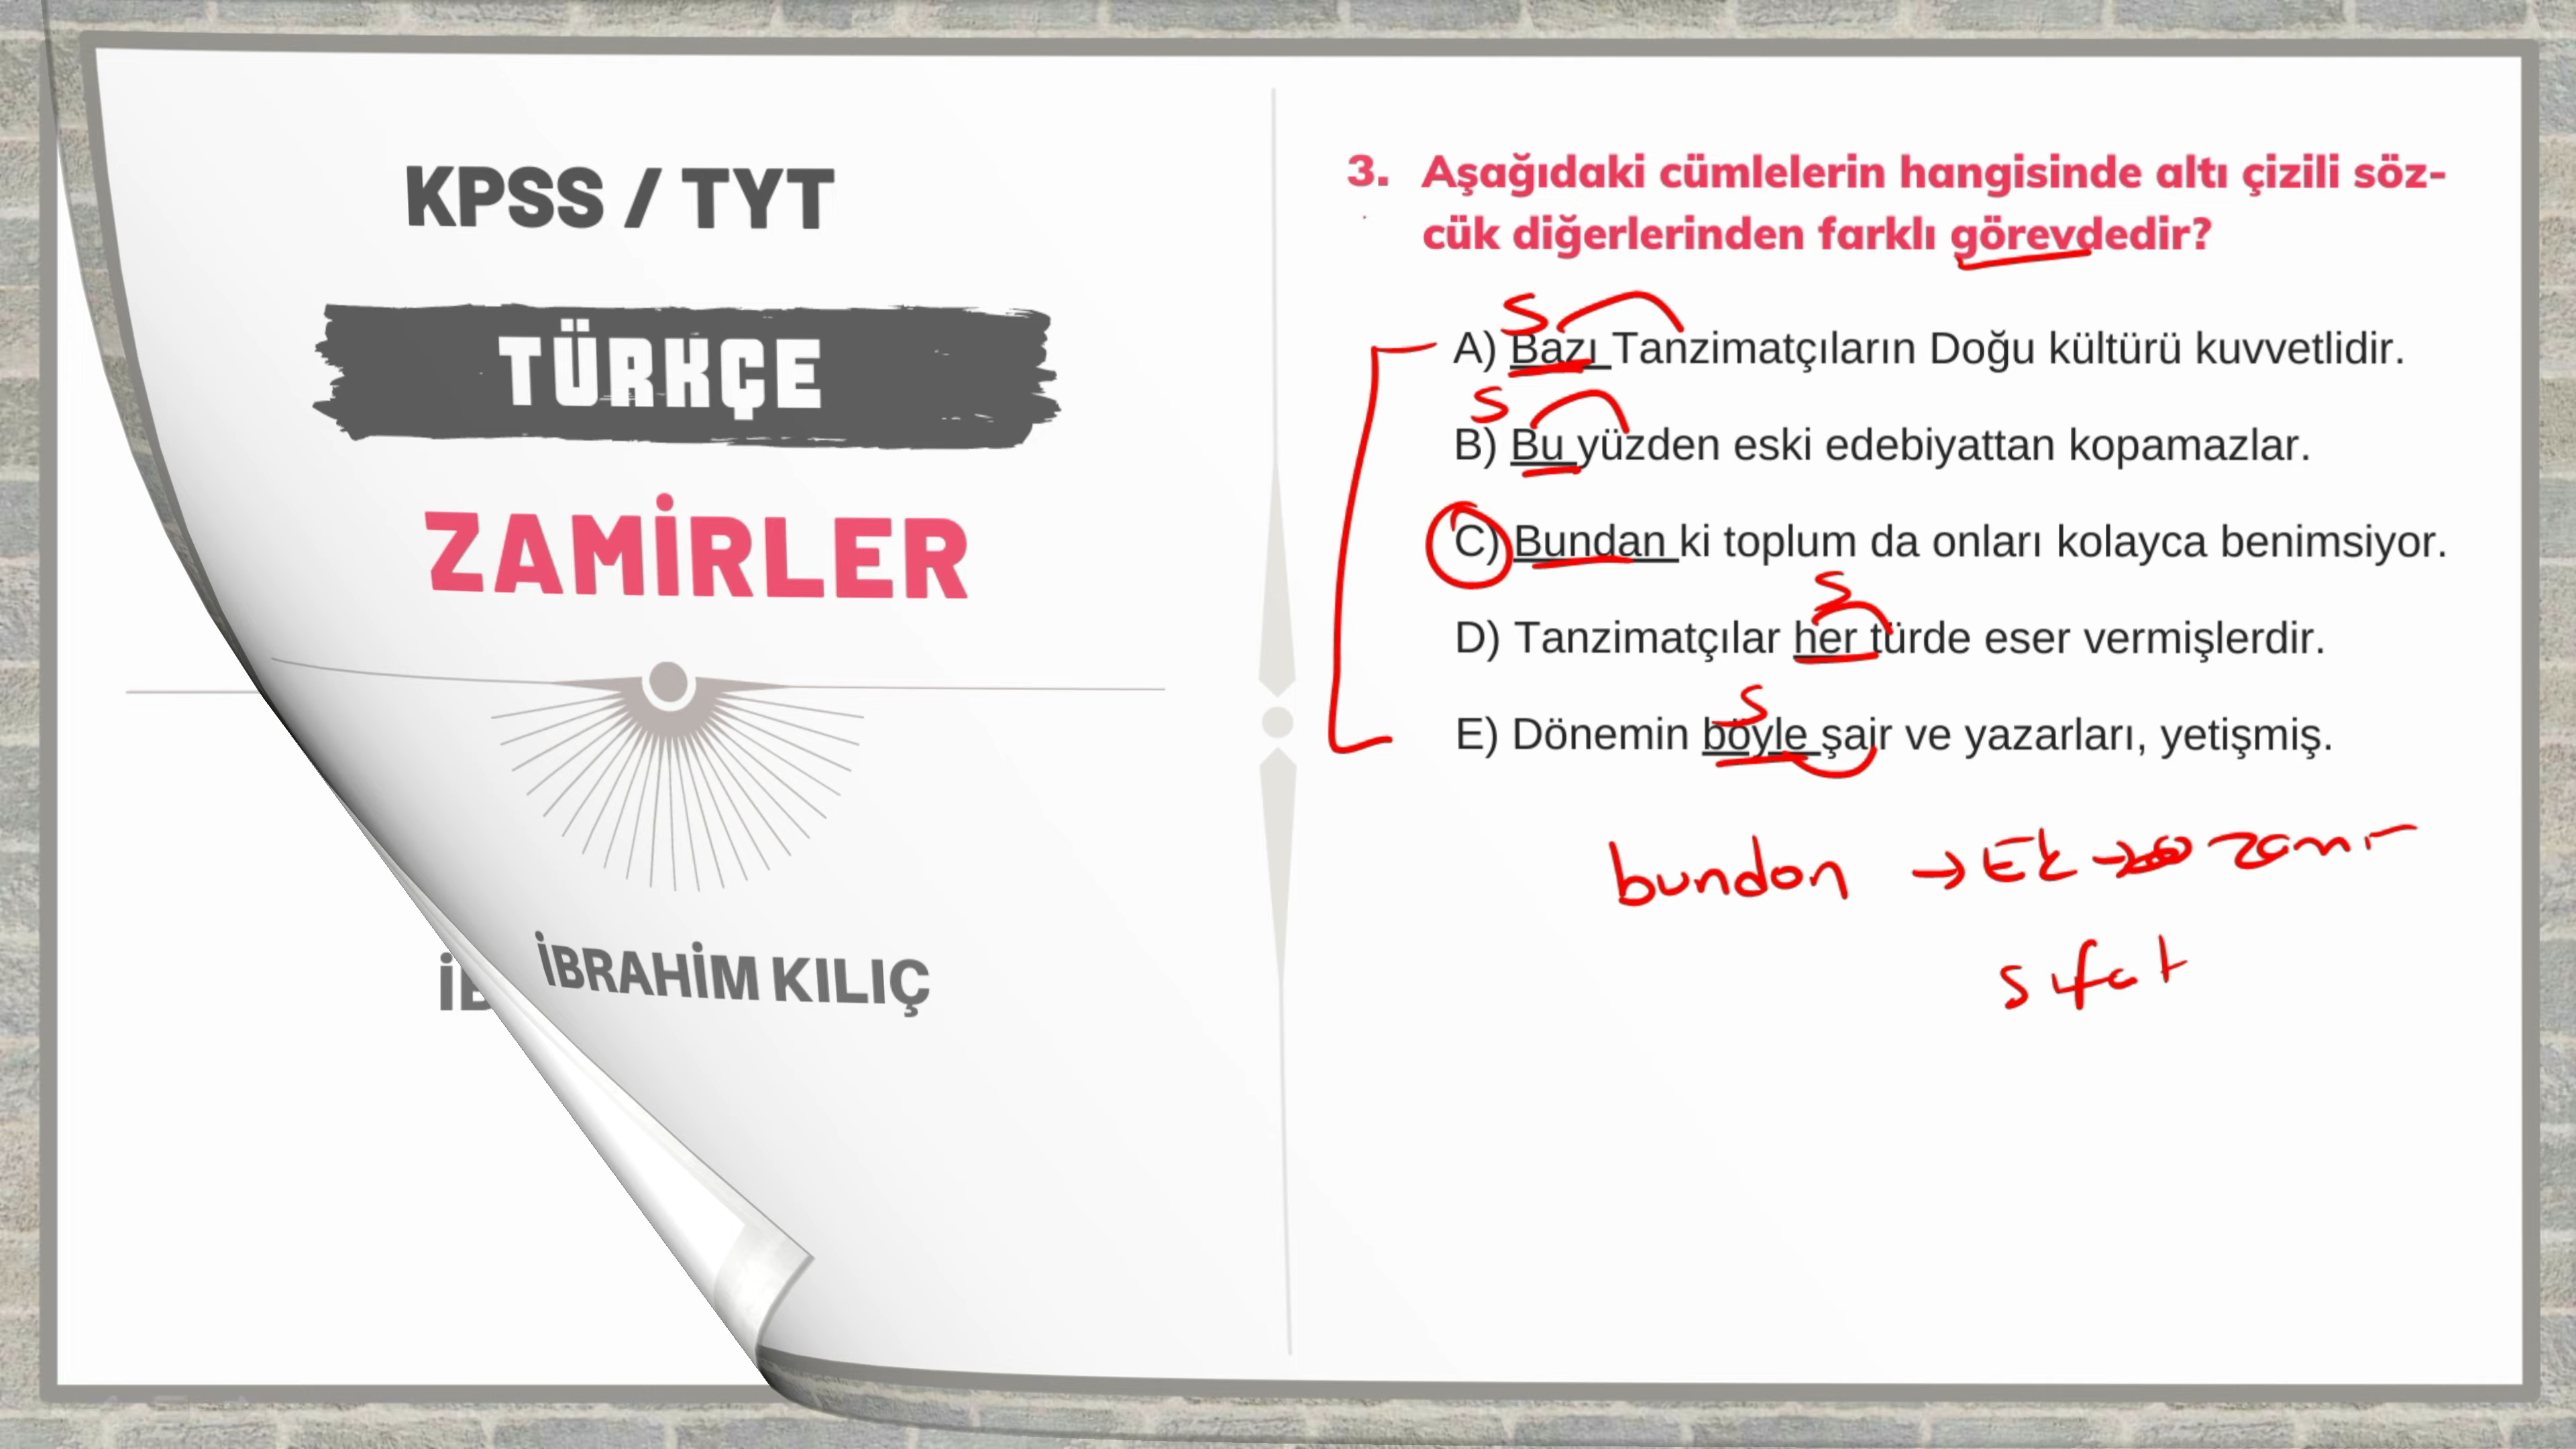 KPSS / TYT
TÜRKÇE
ZAMİRLER
İBRAHİM KILIÇ
3. Aşağıdaki cümlelerin hangisinde altı çizili söz-
cük diğerlerinden farklı görevdedir?
S
A) Bazı Tanzimatçıların Doğu kültürü kuvvetlidir.
S
B) Bu yüzden eski edebiyattan kopamazlar.
C) Bundan ki toplum da onları kolayca benimsiyor.
S
D) Tanzimatçılar her türde eser vermişlerdir.
S
E) Dönemin böyle şair ve yazarları, yetişmiş.
bundan → Ek → zamir
sıfat